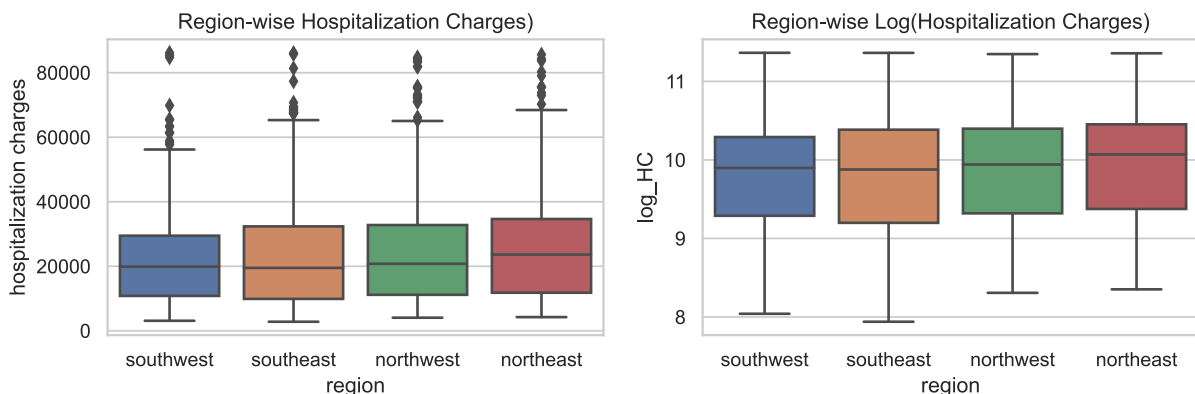 Region-wise Hospitalization Charges)
hospitalization charges
80000
60000
40000
20000
0
southwest southeast northwest northeast
region
Region-wise Log(Hospitalization Charges)
log_HC
11
10
9
8
southwest southeast northwest northeast
region